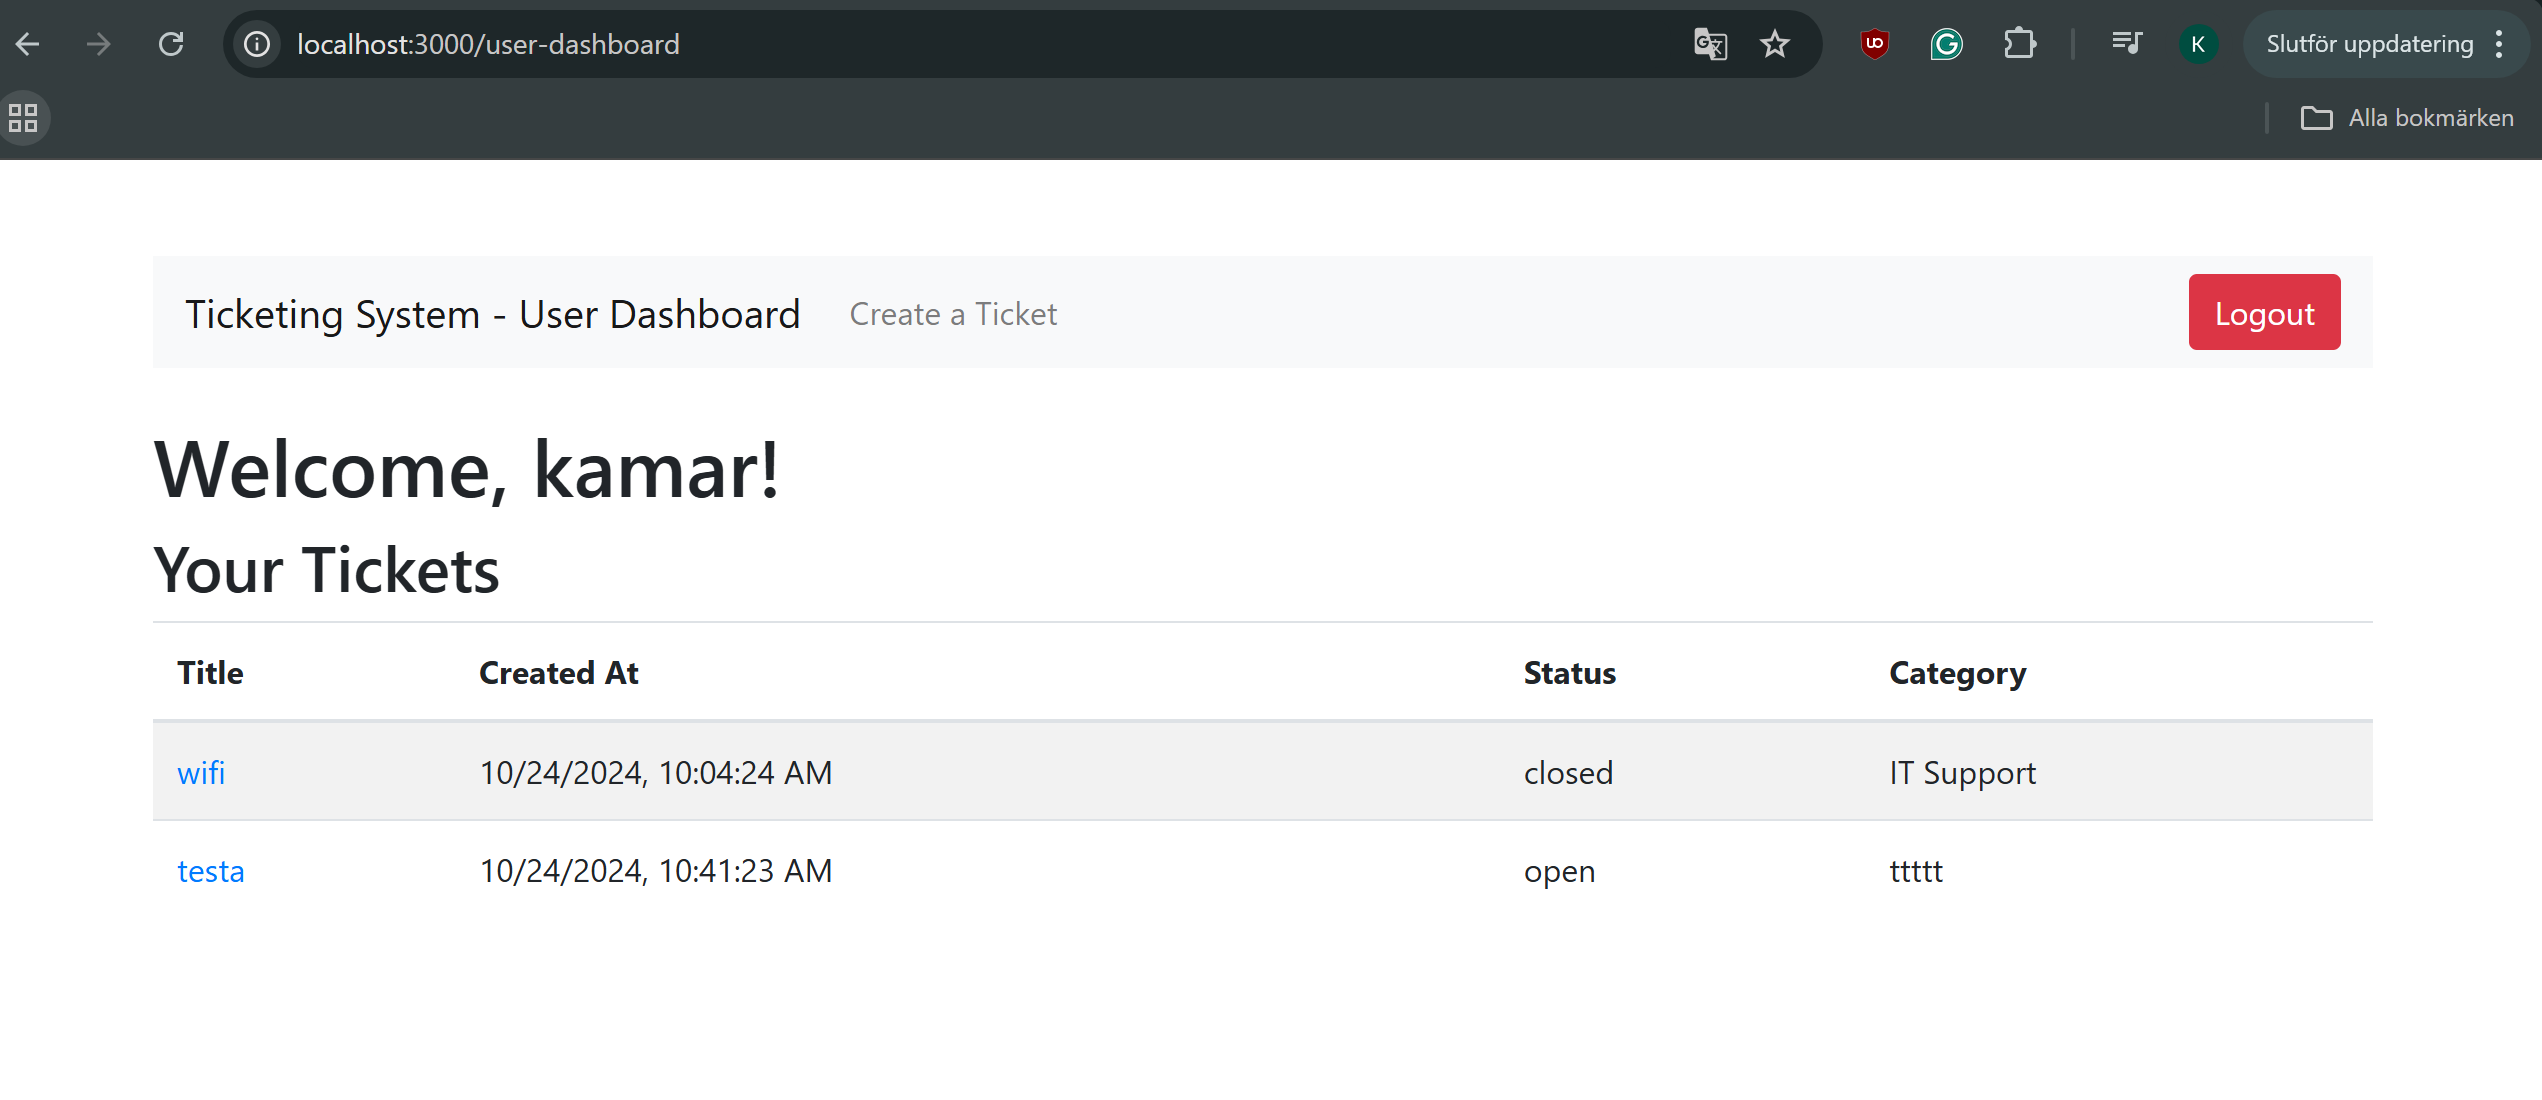 localhost:3000/user-dashboard
K
Slutför uppdatering
Alla bokmärken
Ticketing System - User Dashboard
Create a Ticket
Logout
Welcome, kamar!
Your Tickets
Title Created At Status Category
wifi 10/24/2024, 10:04:24 AM closed IT Support
testa 10/24/2024, 10:41:23 AM open ttttt